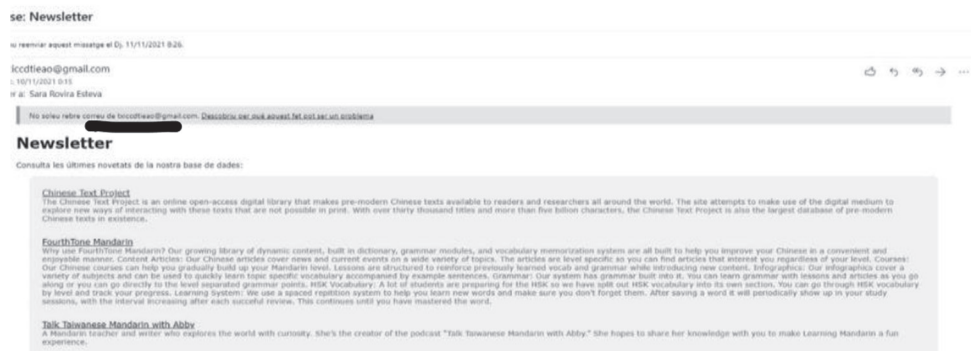 se: Newsletter
u reenviar aquest missatge el Dj. 11/11/2021 8:26.
iccdtieao@gmail.com
10/11/2021 0:15
a: Sara Rovira Esteva
No soleu rebre correu de txiccdtieao@gmail.com. Descobriu per què aquest fet pot ser un problema
Newsletter
Consulta les últimes novetats de la nostra base de dades:
Chinese Text Project
The Chinese Text Project is an online open-access digital library that makes pre-modern Chinese texts available to readers and researchers all around the world. The site attempts to make use of the digital medium to
explore new ways of interacting with these texts that are not possible in print. With over thirty thousand titles and more than five billion characters, the Chinese Text Project is also the largest database of pre-modern
Chinese texts in existence.
FourthTone Mandarin
Why use FourthTone Mandarin? Our growing library of dynamic content, built in dictionary, grammar modules, and vocabulary memorization system are all built to help you improve your Chinese in a convenient and
enjoyable manner. Content Articles: Our Chinese articles cover news and current events on a wide variety of topics. The articles are level specific so you can find articles that interest you regardless of your level. Courses:
Our Chinese courses can help you gradually build up your Mandarin level. Lessons are structured to reinforce previously learned vocab and grammar while introducing new content. Infographics: Our infographics cover a
variety of subjects and can be used to quickly learn topic specific vocabulary accompanied by example sentences. Grammar: Our system has grammar built into it. You can learn grammar with lessons and articles as you go
along or you can go directly to the level separated grammar points. HSK Vocabulary: A lot of students are preparing for the HSK so we have split out HSK vocabulary into its own section. You can go through HSK vocabulary
by level and track your progress. Learning System: We use a spaced repetition system to help you learn new words and make sure you don't forget them. After saving a word it will periodically show up in your study
sessions, with the interval increasing after each succeful review. This continues until you have mastered the word.
Talk Taiwanese Mandarin with Abby
A Mandarin teacher and writer who explores the world with curiosity. She's the creator of the podcast "Talk Taiwanese Mandarin with Abby." She hopes to share her knowledge with you to make Learning Mandarin a fun
experience.